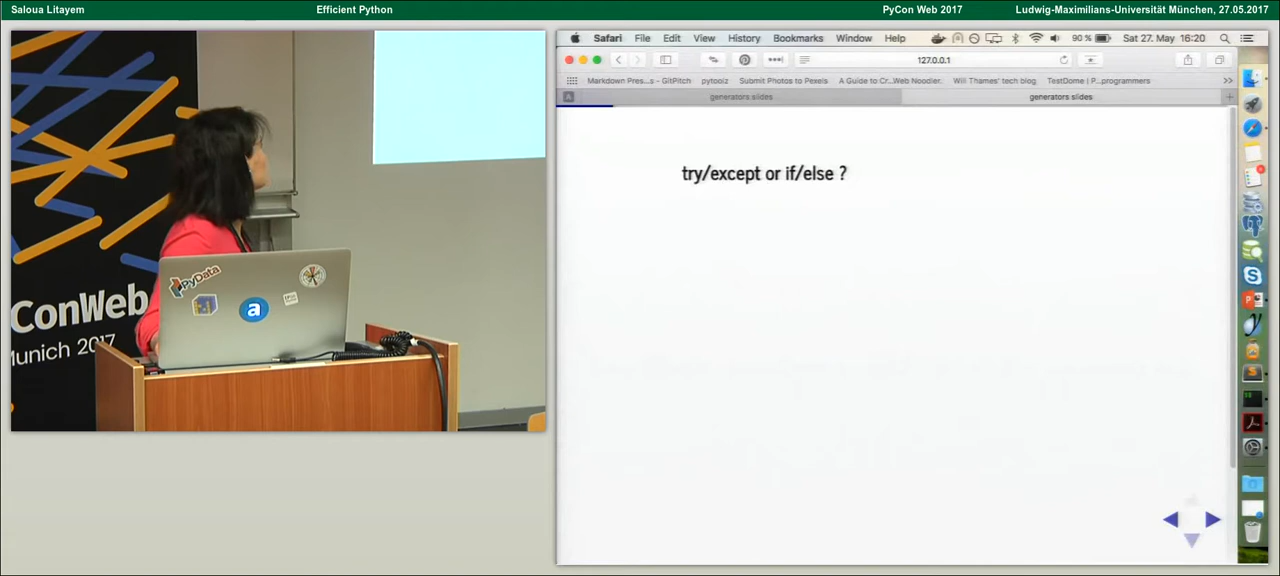 Saloua Litayem
Efficient Python
PyCon Web 2017
Ludwig-Maximilians-Universität München, 27.05.2017
Safari File Edit View History Bookmarks Window Help
90 %
Sat 27. May 16:20
127.0.0.1
Markdown Pres...s - GitPitch
pytooiz
Submit Photos to Pexels
A Guide to Cr...Web Noodler.
Will Thames' tech blog
TestDome | P...programmers
generators slides
generators slides
try/except or if/else ?
PyData
a
ConWeb
Munich 2017